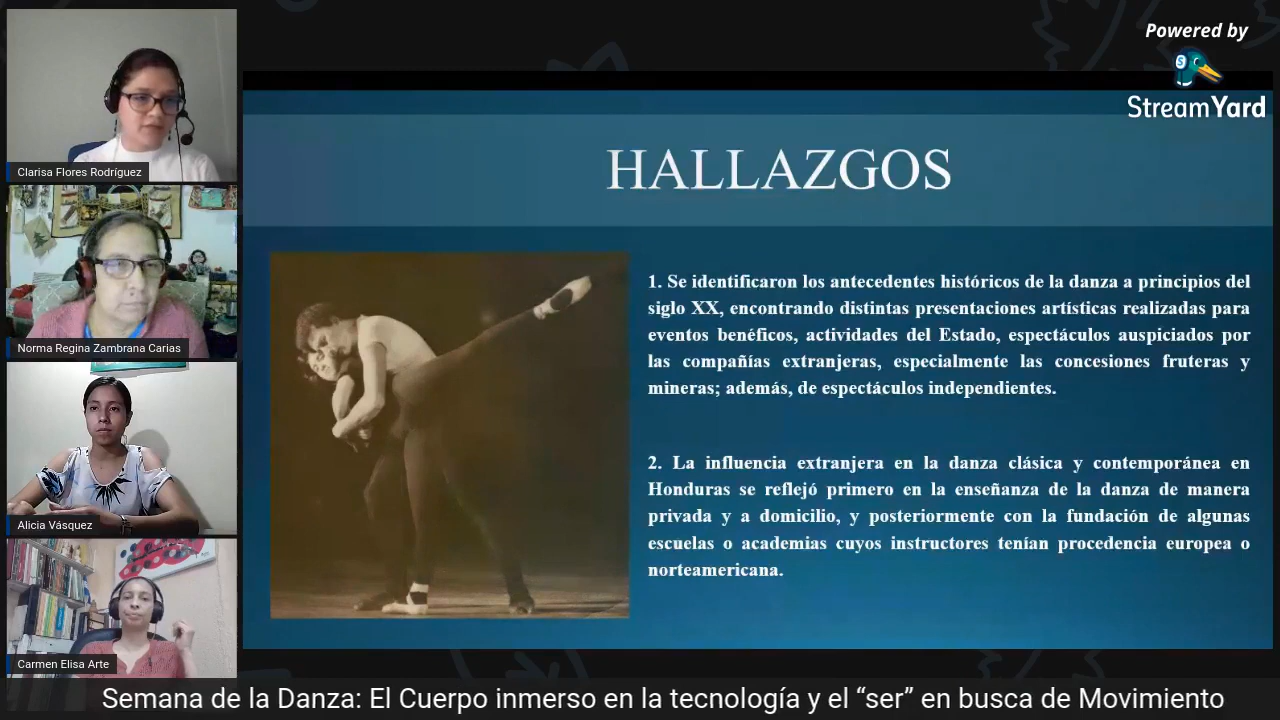 Powered by
StreamYard
Clarisa Flores Rodríguez
Norma Regina Zambrana Carias
Alicia Vásquez
Carmen Elisa Arte
HALLAZGOS
1. Se identificaron los antecedentes históricos de la danza a principios del
siglo XX, encontrando distintas presentaciones artísticas realizadas para
eventos benéficos, actividades del Estado, espectáculos auspiciados por
las compañías extranjeras, especialmente las concesiones fruteras y
mineras; además, de espectáculos independientes.
2. La influencia extranjera en la danza clásica y contemporánea en
Honduras se reflejó primero en la enseñanza de la danza de manera
privada y a domicilio, y posteriormente con la fundación de algunas
escuelas o academias cuyos instructores tenían procedencia europea o
norteamericana.
Semana de la Danza: El Cuerpo inmerso en la tecnología y el “ser” en busca de Movimiento